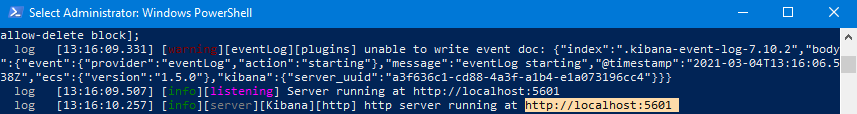 Select Administrator: Windows PowerShell
allow-delete block];
log [13:16:09.331] [warning][eventLog][plugins] unable to write event doc: {"index":".kibana-event-log-7.10.2","body
":{"event":{"provider":"eventLog","action":"starting"},"message":"eventLog starting","@timestamp":"2021-03-04T13:16:06.5
38Z","ecs":{"version":"1.5.0"},"kibana":{"server_uuid":"a3f636c1-cd88-4a3f-a1b4-e1a073196cc4"}}}
log [13:16:09.507] [info][listening] Server running at http://localhost:5601
log [13:16:10.257] [info][server][Kibana][http] http server running at http://localhost:5601